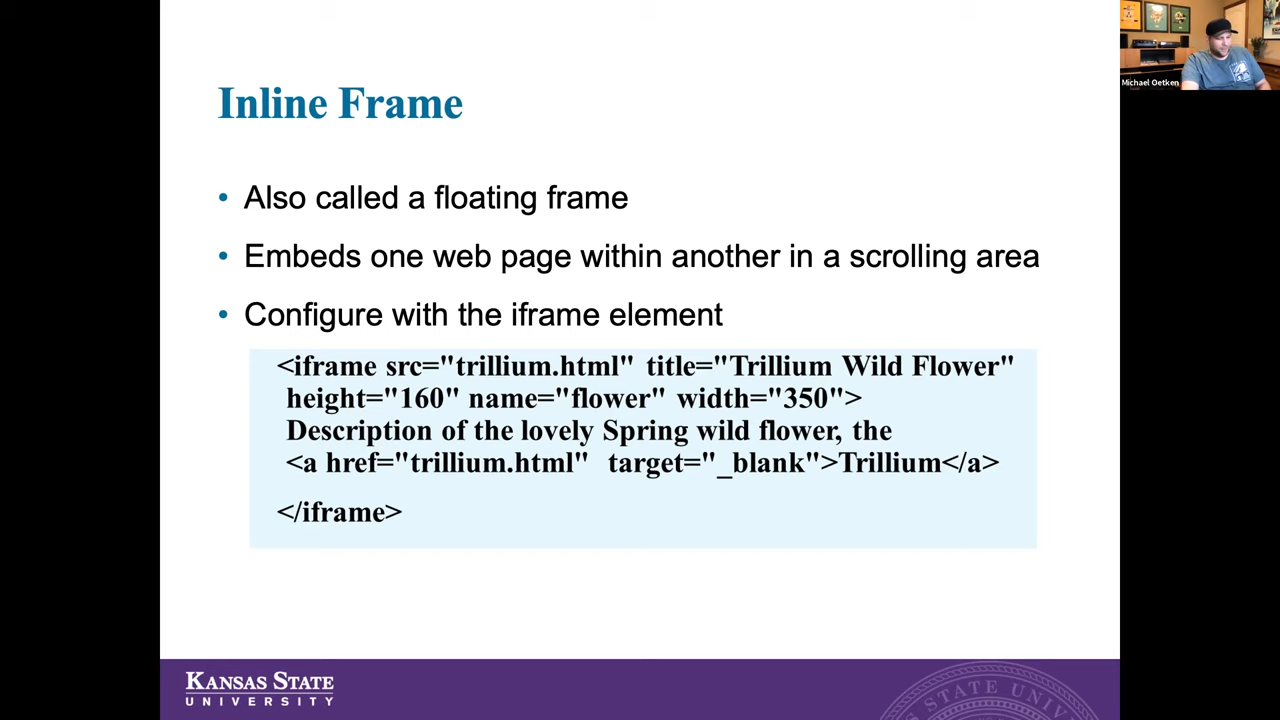 Inline Frame
• Also called a floating frame
• Embeds one web page within another in a scrolling area
• Configure with the iframe element
<iframe src="trillium.html" title="Trillium Wild Flower"
height="160" name="flower" width="350">
Description of the lovely Spring wild flower, the
<a href="trillium.html" target="_blank">Trillium</a>
</iframe>
KANSAS STATE
UNIVERSITY
STATE UNIV
Michael Oetken